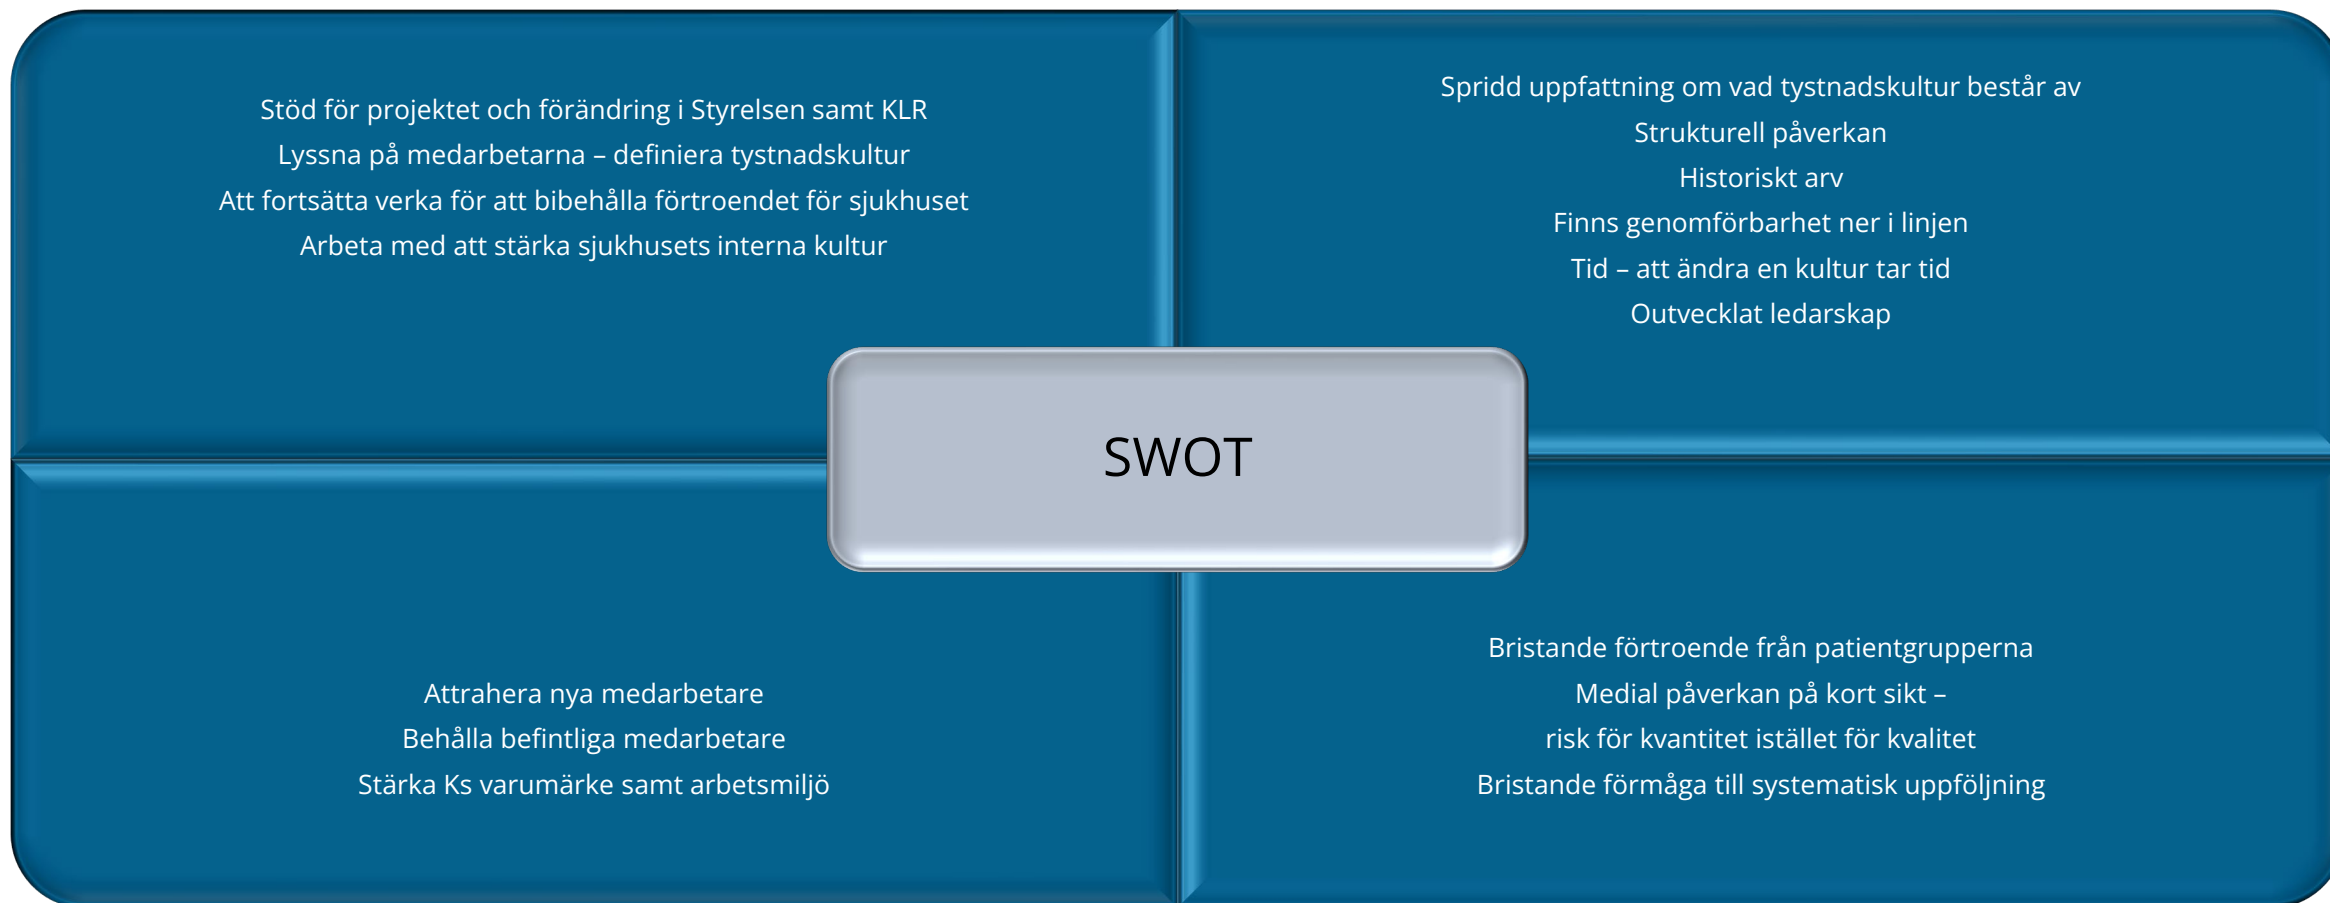 Stöd för projektet och förändring i Styrelsen samt KLR
Lyssna på medarbetarna – definiera tystnadskultur
Att fortsätta verka för att bibehålla förtroendet för sjukhuset
Arbeta med att stärka sjukhusets interna kultur
Spridd uppfattning om vad tystnadskultur består av
Strukturell påverkan
Historiskt arv
Finns genomförbarhet ner i linjen
Tid – att ändra en kultur tar tid
Outvecklat ledarskap
SWOT
Attrahera nya medarbetare
Behålla befintliga medarbetare
Stärka Ks varumärke samt arbetsmiljö
Bristande förtroende från patientgrupperna
Medial påverkan på kort sikt –
risk för kvantitet istället för kvalitet
Bristande förmåga till systematisk uppföljning